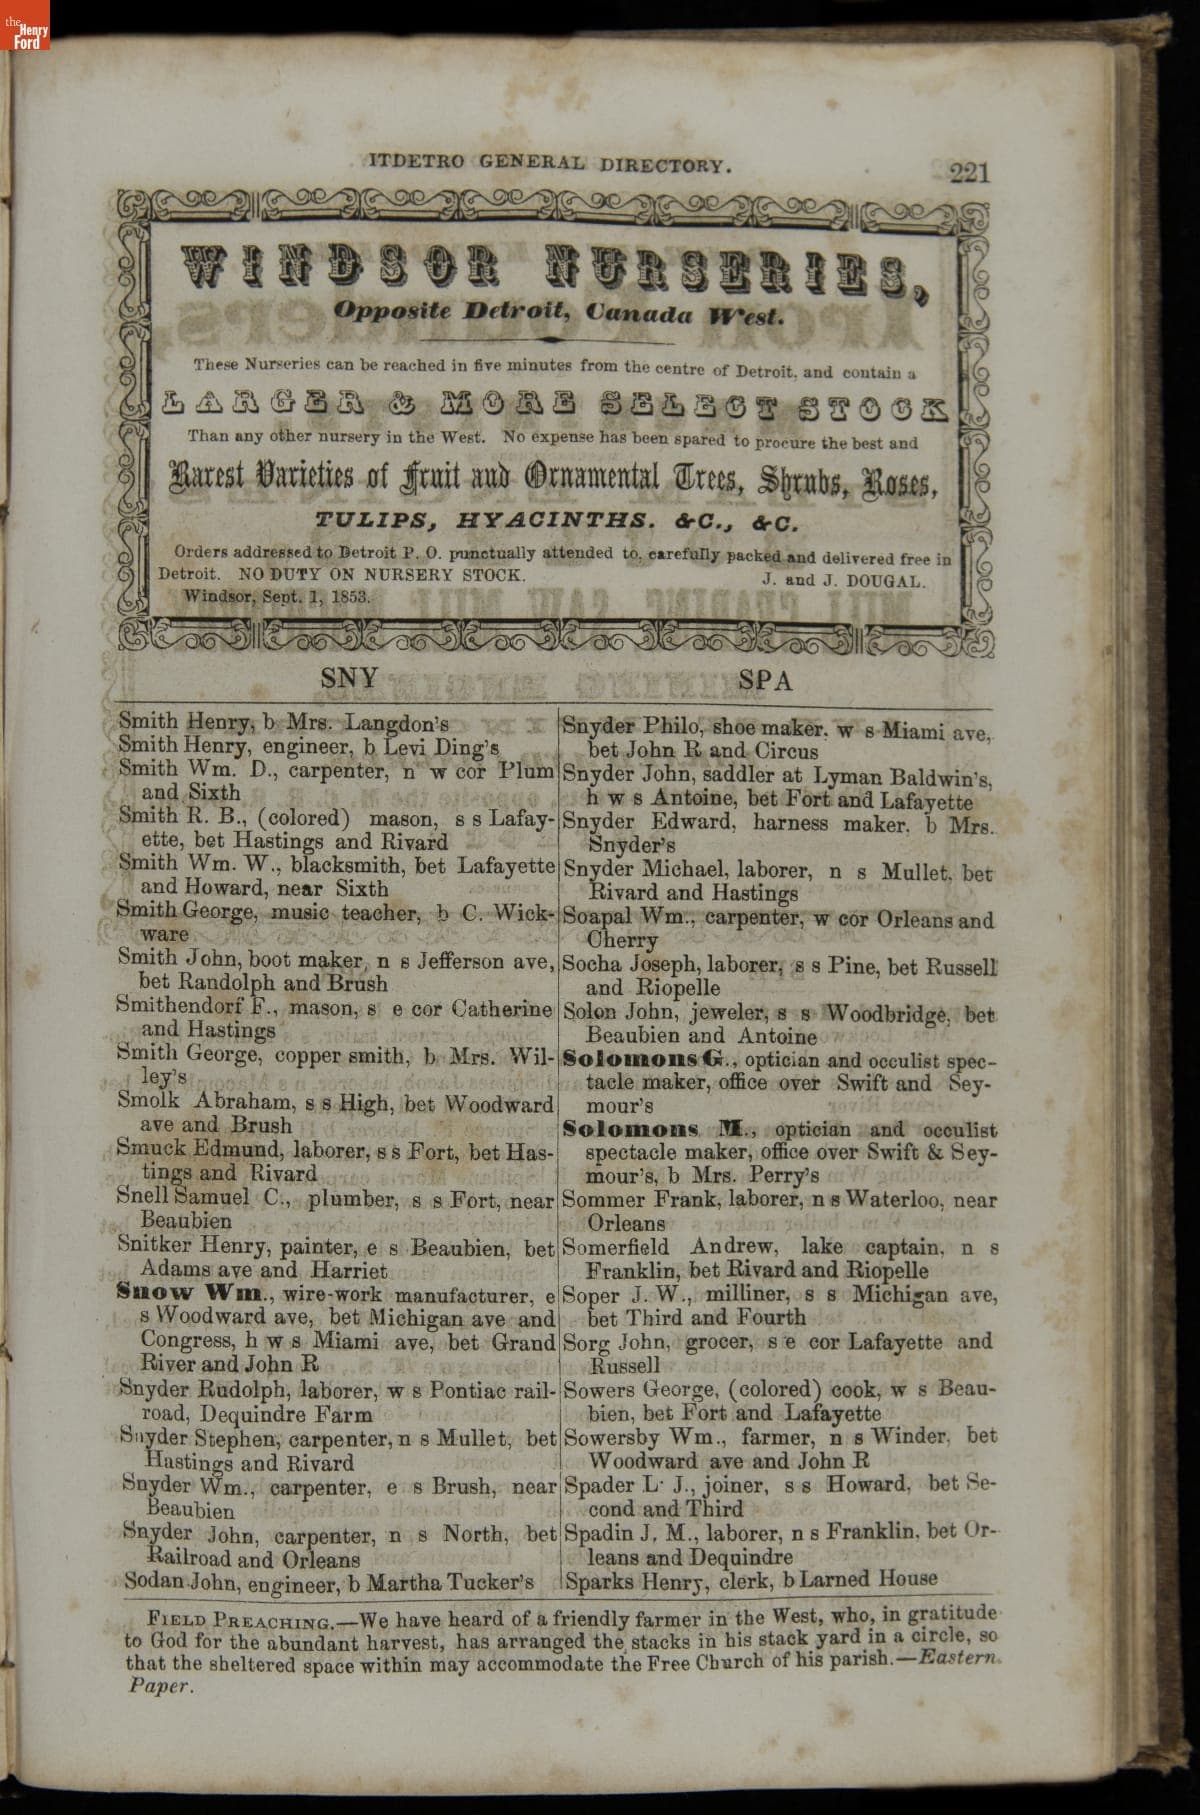 the
Henry
Ford
ITDETRO GENERAL DIRECTORY.
221
WINDSOR NURSERIES,
Opposite Detroit, Canada West.
These Nurseries can be reached in five minutes from the centre of Detroit, and contain a
LARGER & MORE SELECT STOCK
Than any other nursery in the West. No expense has been spared to procure the best and
Rarest Varieties of Fruit and Ornamental Trees, Shrubs, Roses,
TULIPS, HYACINTHS. &C., &C.
Orders addressed to Detroit P. O. punctually attended to, carefully packed and delivered free in
Detroit. NO DUTY ON NURSERY STOCK. J. and J. DOUGAL.
Windsor, Sept. 1, 1853.
SNY
Smith Henry, b Mrs. Langdon's
Smith Henry, engineer, b Levi Ding's
Smith Wm. D., carpenter, n w cor Plum
and Sixth
Smith R. B., (colored) mason, s s Lafay-
ette, bet Hastings and Rivard
Smith Wm. W., blacksmith, bet Lafayette
and Howard, near Sixth
Smith George, music teacher, b C. Wick-
ware
Smith John, boot maker, n s Jefferson ave,
bet Randolph and Brush
Smithendorf F., mason, s e cor Catherine
and Hastings
Smith George, copper smith, b Mrs. Wil-
ley's
Smolk Abraham, s s High, bet Woodward
ave and Brush
Smuck Edmund, laborer, s s Fort, bet Has-
tings and Rivard
Snell Samuel C., plumber, s s Fort, near
Beaubien
Snitker Henry, painter, e s Beaubien, bet
Adams ave and Harriet
Snow Wm., wire-work manufacturer, e
s Woodward ave, bet Michigan ave and
Congress, h w s Miami ave, bet Grand
River and John R
Snyder Rudolph, laborer, w s Pontiac rail-
road, Dequindre Farm
Snyder Stephen, carpenter, n s Mullet, bet
Hastings and Rivard
Snyder Wm., carpenter, e s Brush, near
Beaubien
Snyder John, carpenter, n s North, bet
Railroad and Orleans
Sodan John, engineer, b Martha Tucker's
SPA
Snyder Philo, shoe maker, w s Miami ave,
bet John R and Circus
Snyder John, saddler at Lyman Baldwin's,
h w s Antoine, bet Fort and Lafayette
Snyder Edward, harness maker, b Mrs.
Snyder's
Snyder Michael, laborer, n s Mullet, bet
Rivard and Hastings
Soapal Wm., carpenter, w cor Orleans and
Cherry
Socha Joseph, laborer, s s Pine, bet Russell
and Riopelle
Solon John, jeweler, s s Woodbridge, bet
Beaubien and Antoine
Solomons G., optician and occulist spec-
tacle maker, office over Swift and Sey-
mour's
Solomons M., optician and occulist
spectacle maker, office over Swift & Sey-
mour's, b Mrs. Perry's
Sommer Frank, laborer, n s Waterloo, near
Orleans
Somerfield Andrew, lake captain, n s
Franklin, bet Rivard and Riopelle
Soper J. W., milliner, s s Michigan ave,
bet Third and Fourth
Sorg John, grocer, s e cor Lafayette and
Russell
Sowers George, (colored) cook, w s Beau-
bien, bet Fort and Lafayette
Sowersby Wm., farmer, n s Winder, bet
Woodward ave and John R
Spader L. J., joiner, s s Howard, bet Se-
cond and Third
Spadin J. M., laborer, n s Franklin, bet Or-
leans and Dequindre
Sparks Henry, clerk, b Larned House
FIELD PREACHING.—We have heard of a friendly farmer in the West, who, in gratitude
to God for the abundant harvest, has arranged the stacks in his stack yard in a circle, so
that the sheltered space within may accommodate the Free Church of his parish.—Eastern
Paper.